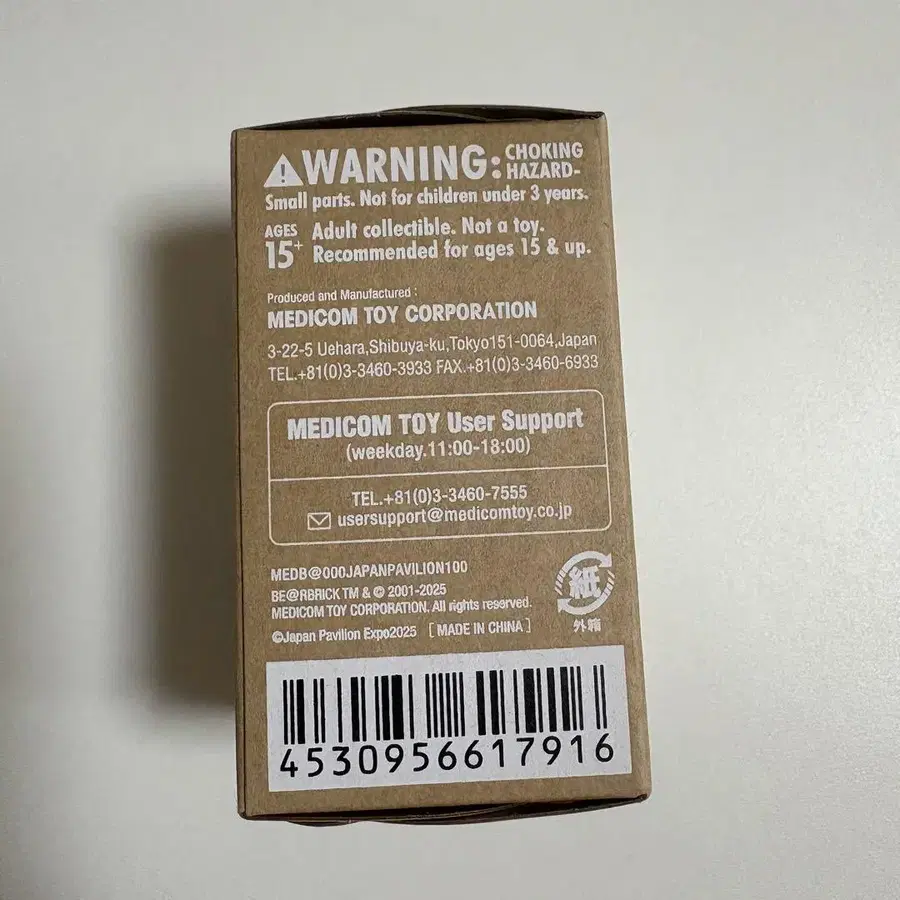 ⚠WARNING: CHOKING HAZARD-
Small parts. Not for children under 3 years.
AGES 15+ Adult collectible. Not a toy.
Recommended for ages 15 & up.
Produced and Manufactured :
MEDICOM TOY CORPORATION
3-22-5 Uehara,Shibuya-ku,Tokyo151-0064,Japan
TEL.+81(0)3-3460-3933 FAX.+81(0)3-3460-6933
MEDICOM TOY User Support
(weekday.11:00-18:00)
TEL.+81(0)3-3460-7555
usersupport@medicomtoy.co.jp
MEDB@000JAPANPAVILION100
BE@RBRICK TM & © 2001-2025
MEDICOM TOY CORPORATION. All rights reserved.
©Japan Pavilion Expo2025 [MADE IN CHINA]
紙
外箱
4530956617916